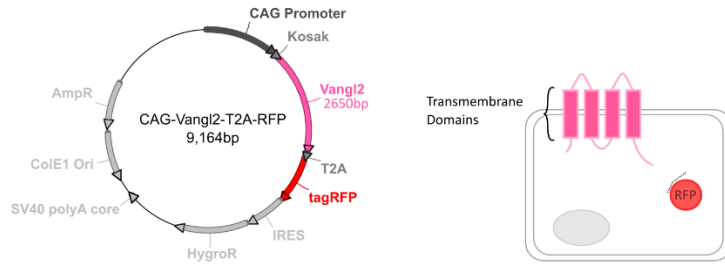 CAG Promoter
Kosak
Vangl2
2650bp
AmpR
CAG-Vangl2-T2A-RFP
9,164bp
ColE1 Ori
T2A
SV40 polyA core
tagRFP
IRES
HygroR
Transmembrane
Domains
RFP